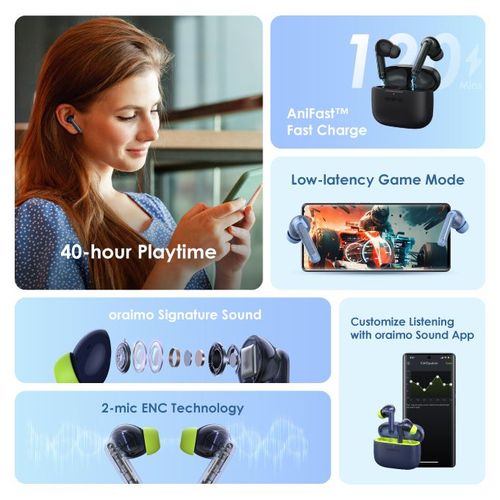 40-hour Playtime
120
Mins
AniFast™
Fast Charge
Low-latency Game Mode
oraimo Signature Sound
2-mic ENC Technology
Customize Listening
with oraimo Sound App